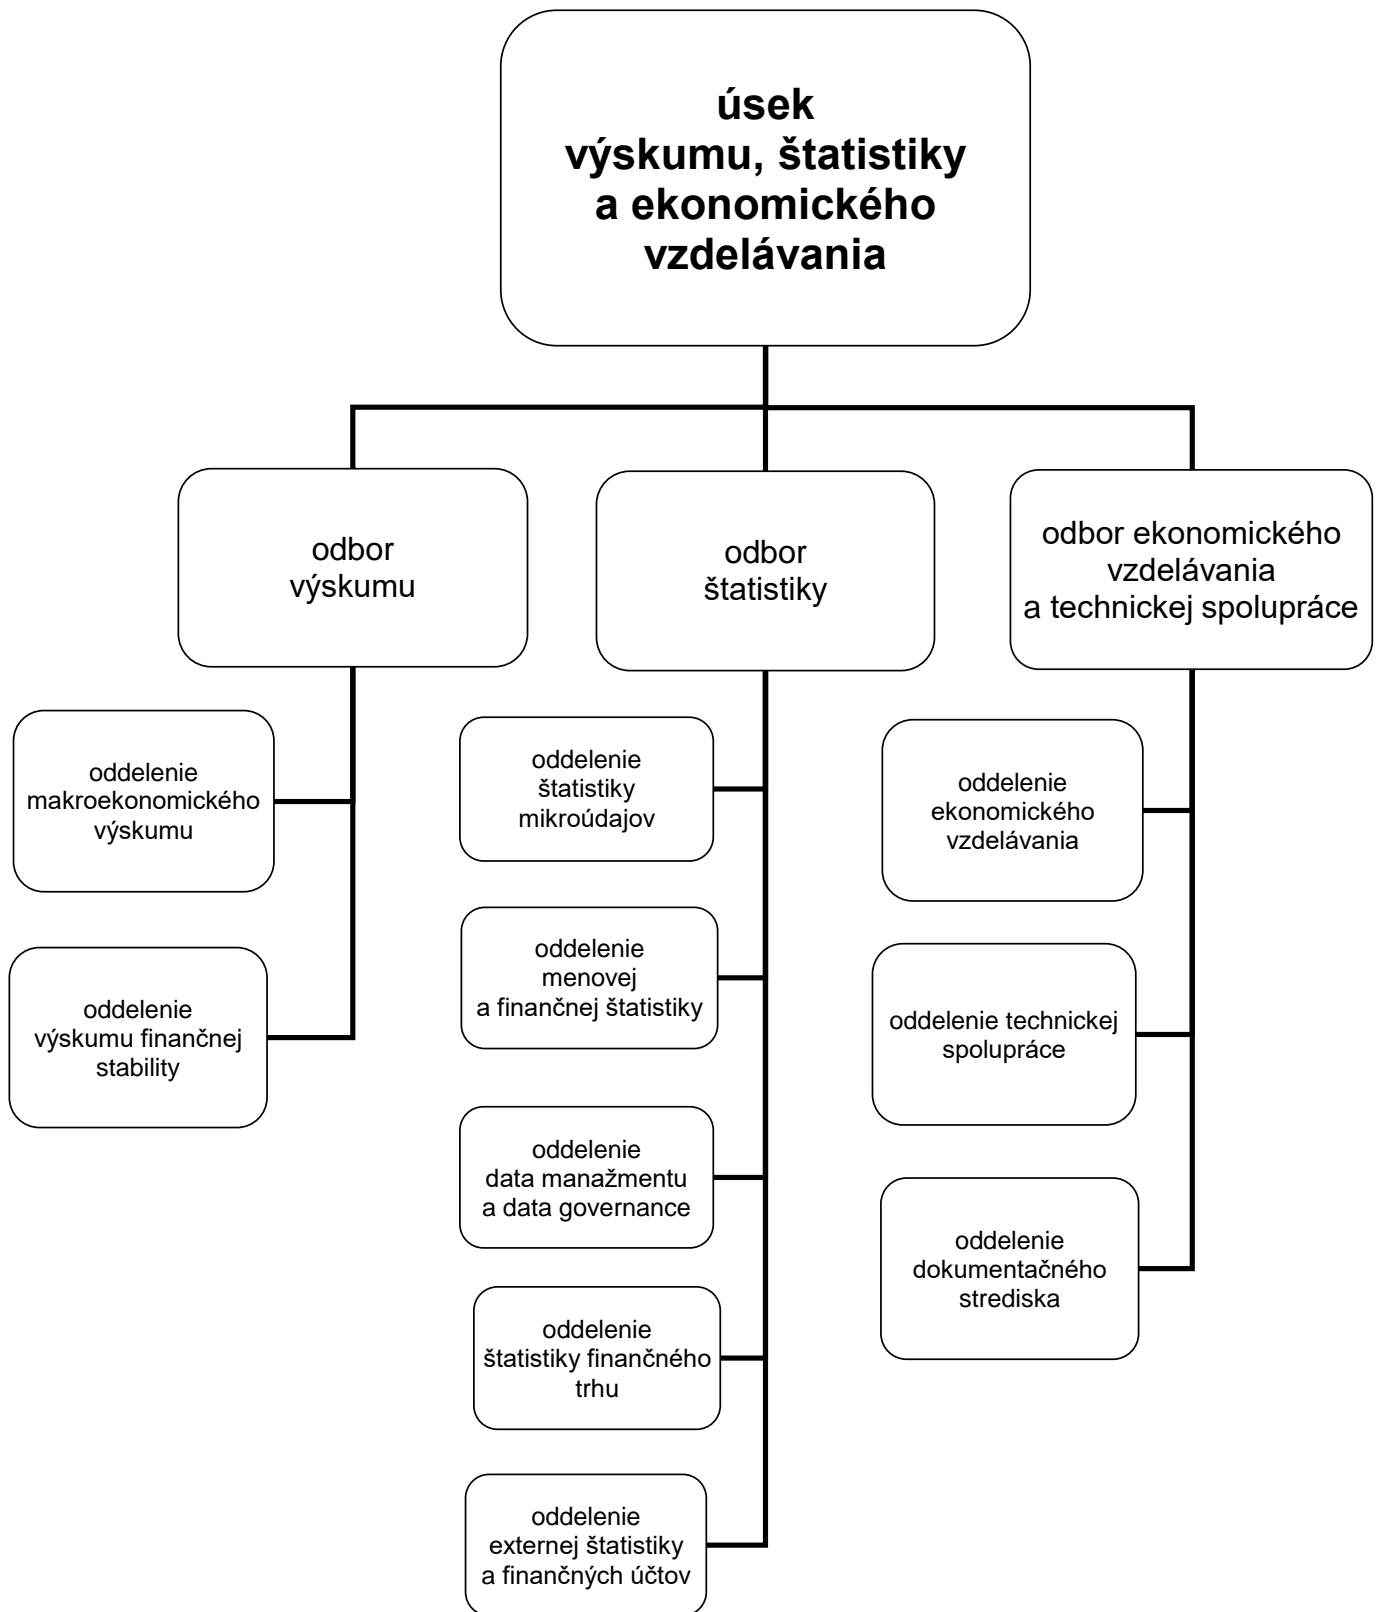 úsek
výskumu, štatistiky
a ekonomického
vzdelávania
odbor
výskumu
odbor
štatistiky
odbor ekonomického
vzdelávania
a technickej spolupráce
oddelenie
makroekonomického
výskumu
oddelenie
výskumu finančnej
stability
oddelenie
štatistiky
mikroúdajov
oddelenie
menovej
a finančnej štatistiky
oddelenie
data manažmentu
a data governance
oddelenie
štatistiky finančného
trhu
oddelenie
externej štatistiky
a finančných účtov
oddelenie
ekonomického
vzdelávania
oddelenie technickej
spolupráce
oddelenie
dokumentačného
strediska